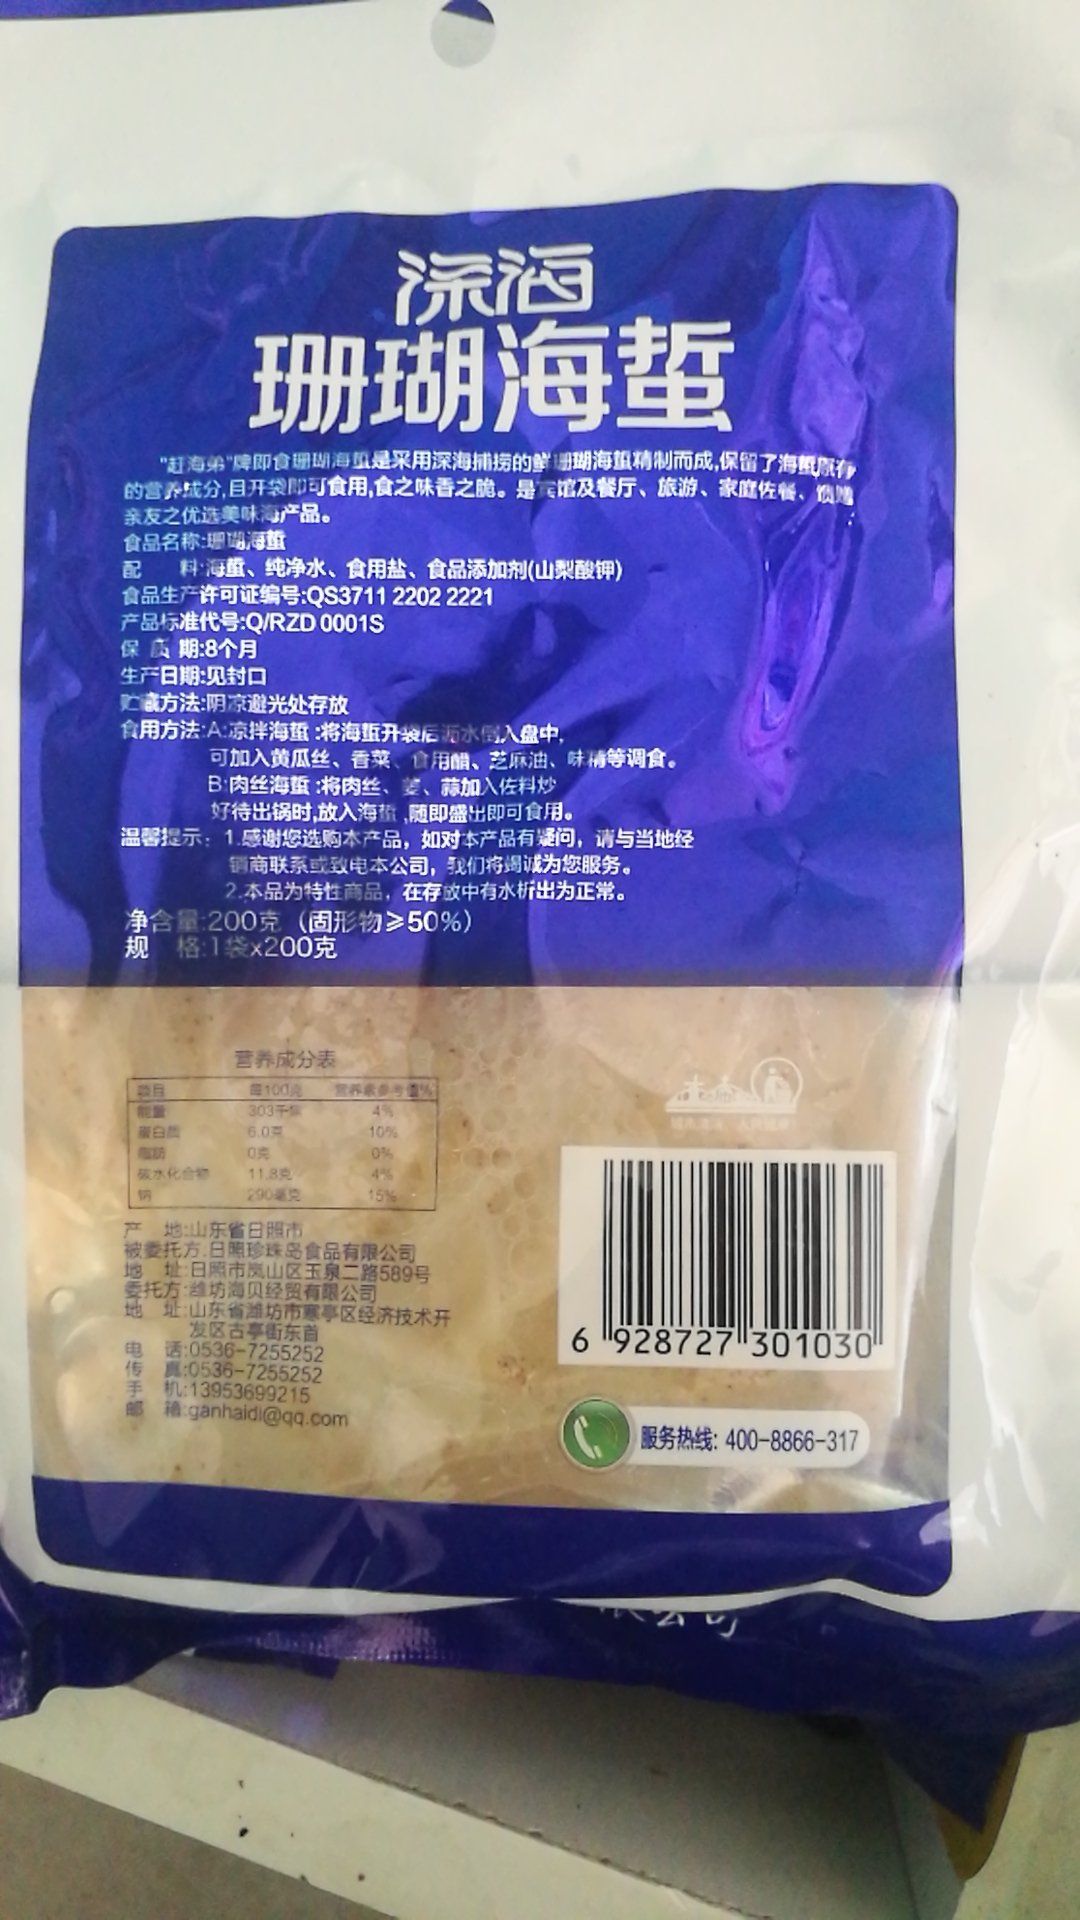 深海
珊瑚海蜇
"赶海弟"牌即食珊瑚海蜇是采用深海捕捞的鲜珊瑚海蜇精制而成,保留了海蜇原有
的营养成分,且开袋即可食用,食之味香之脆。是宾馆及餐厅、旅游、家庭佐餐、馈赠
亲友之优选美味海产品。
食品名称:珊瑚海蜇
配 料:海蜇、纯净水、食用盐、食品添加剂(山梨酸钾)
食品生产许可证编号:QS3711 2202 2221
产品标准代号:Q/RZD 0001S
保 质 期:8个月
生产日期:见封口
贮藏方法:阴凉避光处存放
食用方法:A:凉拌海蜇:将海蜇开袋后沥水倒入盘中,
可加入黄瓜丝、香菜、食用醋、芝麻油、味精等调食。
B:肉丝海蜇:将肉丝、姜、蒜加入佐料炒
好待出锅时,放入海蜇,随即盛出即可食用。
温馨提示：1.感谢您选购本产品，如对本产品有疑问，请与当地经
销商联系或致电本公司，我们将竭诚为您服务。
2.本品为特性商品，在存放中有水析出为正常。
净含量:200克（固形物≥50%）
规 格:1袋x200克
营养成分表
项目 每100克 营养素参考值%
能量 303千焦 4%
蛋白质 6.0克 10%
脂肪 0克 0%
碳水化合物 11.8克 4%
钠 290毫克 15%
产 地:山东省日照市
被委托方:日照珍珠岛食品有限公司
地 址:日照市岚山区玉泉二路589号
委托方:潍坊海贝经贸有限公司
地 址:山东省潍坊市寒亭区经济技术开
发区古亭街东首
电 话:0536-7255252
传 真:0536-7255252
手 机:13953699215
邮 箱:ganhaidi@qq.com
6 928727 301030
服务热线: 400-8866-317
限公司